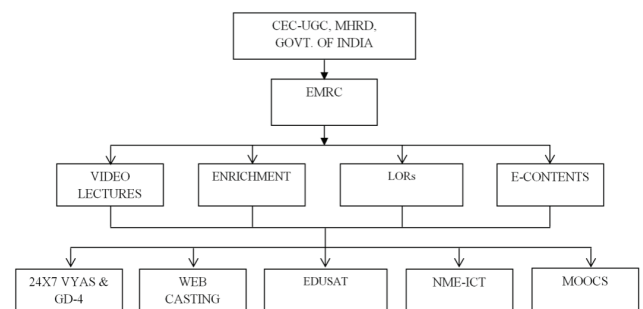 CEC-UGC, MHRD,
GOVT. OF INDIA
EMRC
VIDEO
LECTURES
ENRICHMENT
LORs
E-CONTENTS
24X7 VYAS &
GD-4
WEB
CASTING
EDUSAT
NME-ICT
MOOCS